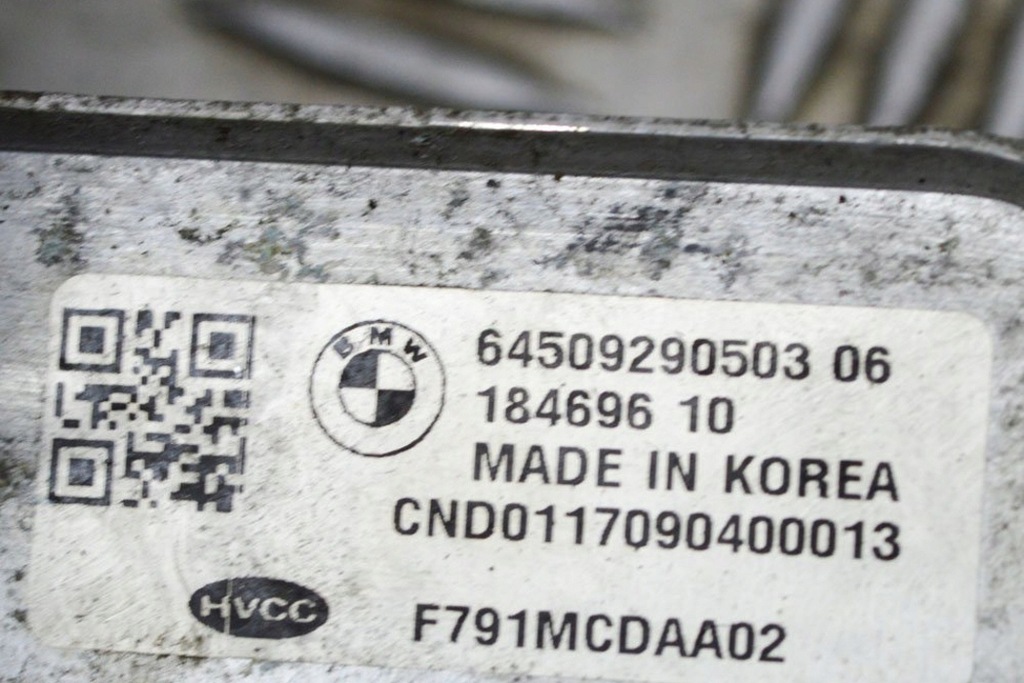 BMW
64509290503 06
184696 10
MADE IN KOREA
CND0117090400013
HVCC
F791MCDAA02